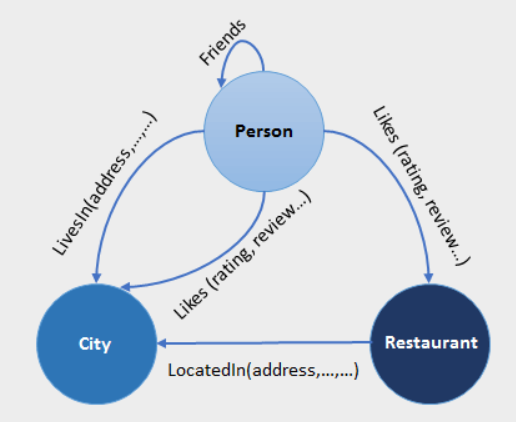 Friends
Person
LivesIn(address,...,...)
Likes (rating, review...)
Likes (rating, review...)
City
Restaurant
LocatedIn(address,...,...)